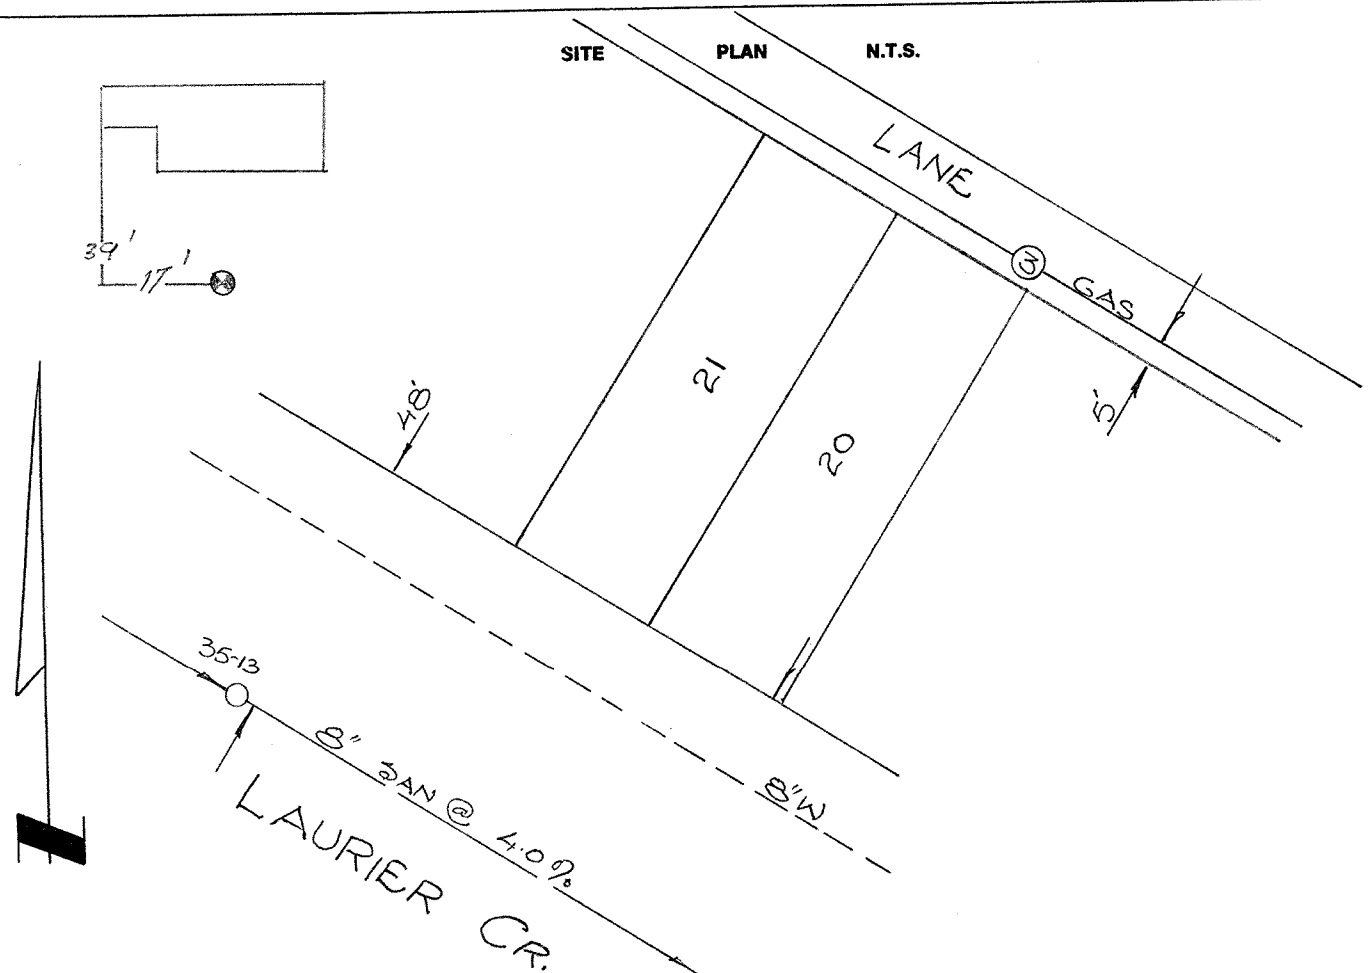 SITE PLAN N.T.S.
LANE
39'
17'
3
GAS
21
48'
5'
20
35-13
8" SAN @ 4.0%
8"W
LAURIER CR.